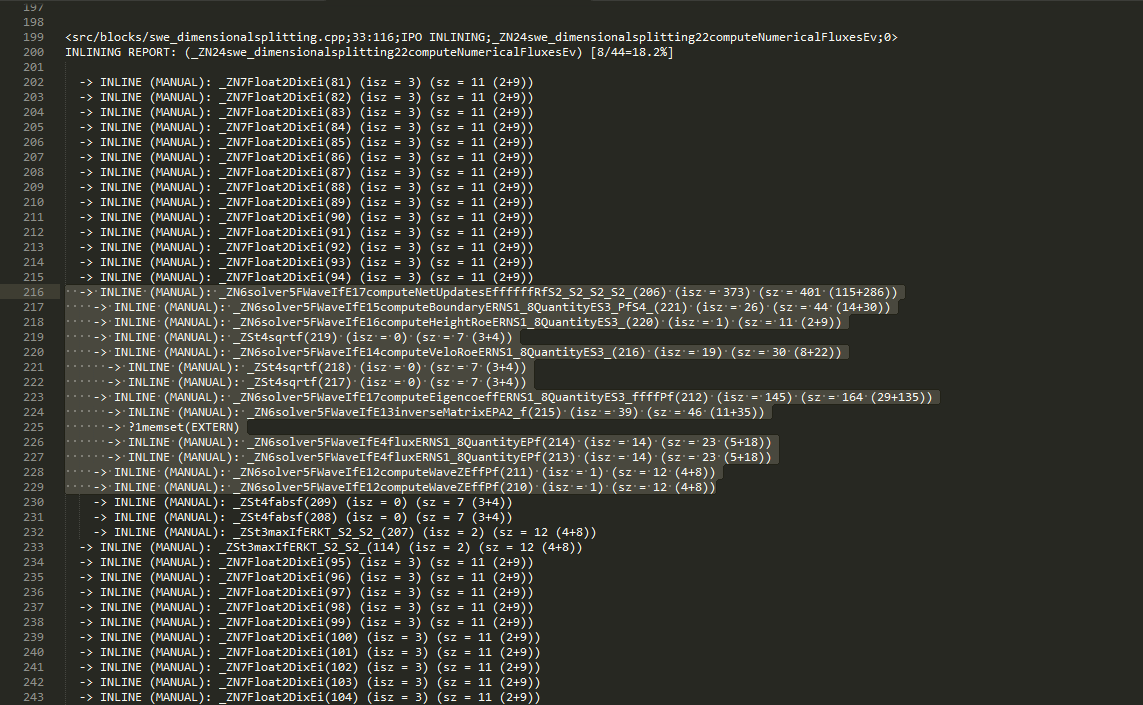 197
198
199 <src/blocks/swe_dimensionalsplitting.cpp;33:116;IPO INLINING;_ZN24swe_dimensionalsplitting22computeNumericalFluxesEv;0>
200 INLINING REPORT: (_ZN24swe_dimensionalsplitting22computeNumericalFluxesEv) [8/44=18.2%]
201
202 -> INLINE (MANUAL): _ZN7Float2DixEi(81) (isz = 3) (sz = 11 (2+9))
203 -> INLINE (MANUAL): _ZN7Float2DixEi(82) (isz = 3) (sz = 11 (2+9))
204 -> INLINE (MANUAL): _ZN7Float2DixEi(83) (isz = 3) (sz = 11 (2+9))
205 -> INLINE (MANUAL): _ZN7Float2DixEi(84) (isz = 3) (sz = 11 (2+9))
206 -> INLINE (MANUAL): _ZN7Float2DixEi(85) (isz = 3) (sz = 11 (2+9))
207 -> INLINE (MANUAL): _ZN7Float2DixEi(86) (isz = 3) (sz = 11 (2+9))
208 -> INLINE (MANUAL): _ZN7Float2DixEi(87) (isz = 3) (sz = 11 (2+9))
209 -> INLINE (MANUAL): _ZN7Float2DixEi(88) (isz = 3) (sz = 11 (2+9))
210 -> INLINE (MANUAL): _ZN7Float2DixEi(89) (isz = 3) (sz = 11 (2+9))
211 -> INLINE (MANUAL): _ZN7Float2DixEi(90) (isz = 3) (sz = 11 (2+9))
212 -> INLINE (MANUAL): _ZN7Float2DixEi(91) (isz = 3) (sz = 11 (2+9))
213 -> INLINE (MANUAL): _ZN7Float2DixEi(92) (isz = 3) (sz = 11 (2+9))
214 -> INLINE (MANUAL): _ZN7Float2DixEi(93) (isz = 3) (sz = 11 (2+9))
215 -> INLINE (MANUAL): _ZN7Float2DixEi(94) (isz = 3) (sz = 11 (2+9))
216 -> INLINE (MANUAL): _ZN6solver5FWaveIfE17computeNetUpdatesEffffffRfS2_S2_S2_S2_(206) (isz = 373) (sz = 401 (115+286))
217 -> INLINE (MANUAL): _ZN6solver5FWaveIfE15computeBoundaryERNS1_8QuantityES3_PfS4_(221) (isz = 26) (sz = 44 (14+30))
218 -> INLINE (MANUAL): _ZN6solver5FWaveIfE16computeHeightRoeERNS1_8QuantityES3_(220) (isz = 1) (sz = 11 (2+9))
219 -> INLINE (MANUAL): _ZSt4sqrtf(219) (isz = 0) (sz = 7 (3+4))
220 -> INLINE (MANUAL): _ZN6solver5FWaveIfE14computeVeloRoeERNS1_8QuantityES3_(216) (isz = 19) (sz = 30 (8+22))
221 -> INLINE (MANUAL): _ZSt4sqrtf(218) (isz = 0) (sz = 7 (3+4))
222 -> INLINE (MANUAL): _ZSt4sqrtf(217) (isz = 0) (sz = 7 (3+4))
223 -> INLINE (MANUAL): _ZN6solver5FWaveIfE17computeEigencoeffERNS1_8QuantityES3_ffffPf(212) (isz = 145) (sz = 164 (29+135))
224 -> INLINE (MANUAL): _ZN6solver5FWaveIfE13inverseMatrixEPA2_f(215) (isz = 39) (sz = 46 (11+35))
225 -> ?1memset(EXTERN)
226 -> INLINE (MANUAL): _ZN6solver5FWaveIfE4fluxERNS1_8QuantityEPf(214) (isz = 14) (sz = 23 (5+18))
227 -> INLINE (MANUAL): _ZN6solver5FWaveIfE4fluxERNS1_8QuantityEPf(213) (isz = 14) (sz = 23 (5+18))
228 -> INLINE (MANUAL): _ZN6solver5FWaveIfE12computeWaveZEffPf(211) (isz = 1) (sz = 12 (4+8))
229 -> INLINE (MANUAL): _ZN6solver5FWaveIfE12computeWaveZEffPf(210) (isz = 1) (sz = 12 (4+8))
230 -> INLINE (MANUAL): _ZSt4fabsf(209) (isz = 0) (sz = 7 (3+4))
231 -> INLINE (MANUAL): _ZSt4fabsf(208) (isz = 0) (sz = 7 (3+4))
232 -> INLINE (MANUAL): _ZSt3maxIfERKT_S2_S2_(207) (isz = 2) (sz = 12 (4+8))
233 -> INLINE (MANUAL): _ZSt3maxIfERKT_S2_S2_(114) (isz = 2) (sz = 12 (4+8))
234 -> INLINE (MANUAL): _ZN7Float2DixEi(95) (isz = 3) (sz = 11 (2+9))
235 -> INLINE (MANUAL): _ZN7Float2DixEi(96) (isz = 3) (sz = 11 (2+9))
236 -> INLINE (MANUAL): _ZN7Float2DixEi(97) (isz = 3) (sz = 11 (2+9))
237 -> INLINE (MANUAL): _ZN7Float2DixEi(98) (isz = 3) (sz = 11 (2+9))
238 -> INLINE (MANUAL): _ZN7Float2DixEi(99) (isz = 3) (sz = 11 (2+9))
239 -> INLINE (MANUAL): _ZN7Float2DixEi(100) (isz = 3) (sz = 11 (2+9))
240 -> INLINE (MANUAL): _ZN7Float2DixEi(101) (isz = 3) (sz = 11 (2+9))
241 -> INLINE (MANUAL): _ZN7Float2DixEi(102) (isz = 3) (sz = 11 (2+9))
242 -> INLINE (MANUAL): _ZN7Float2DixEi(103) (isz = 3) (sz = 11 (2+9))
243 -> INLINE (MANUAL): _ZN7Float2DixEi(104) (isz = 3) (sz = 11 (2+9))